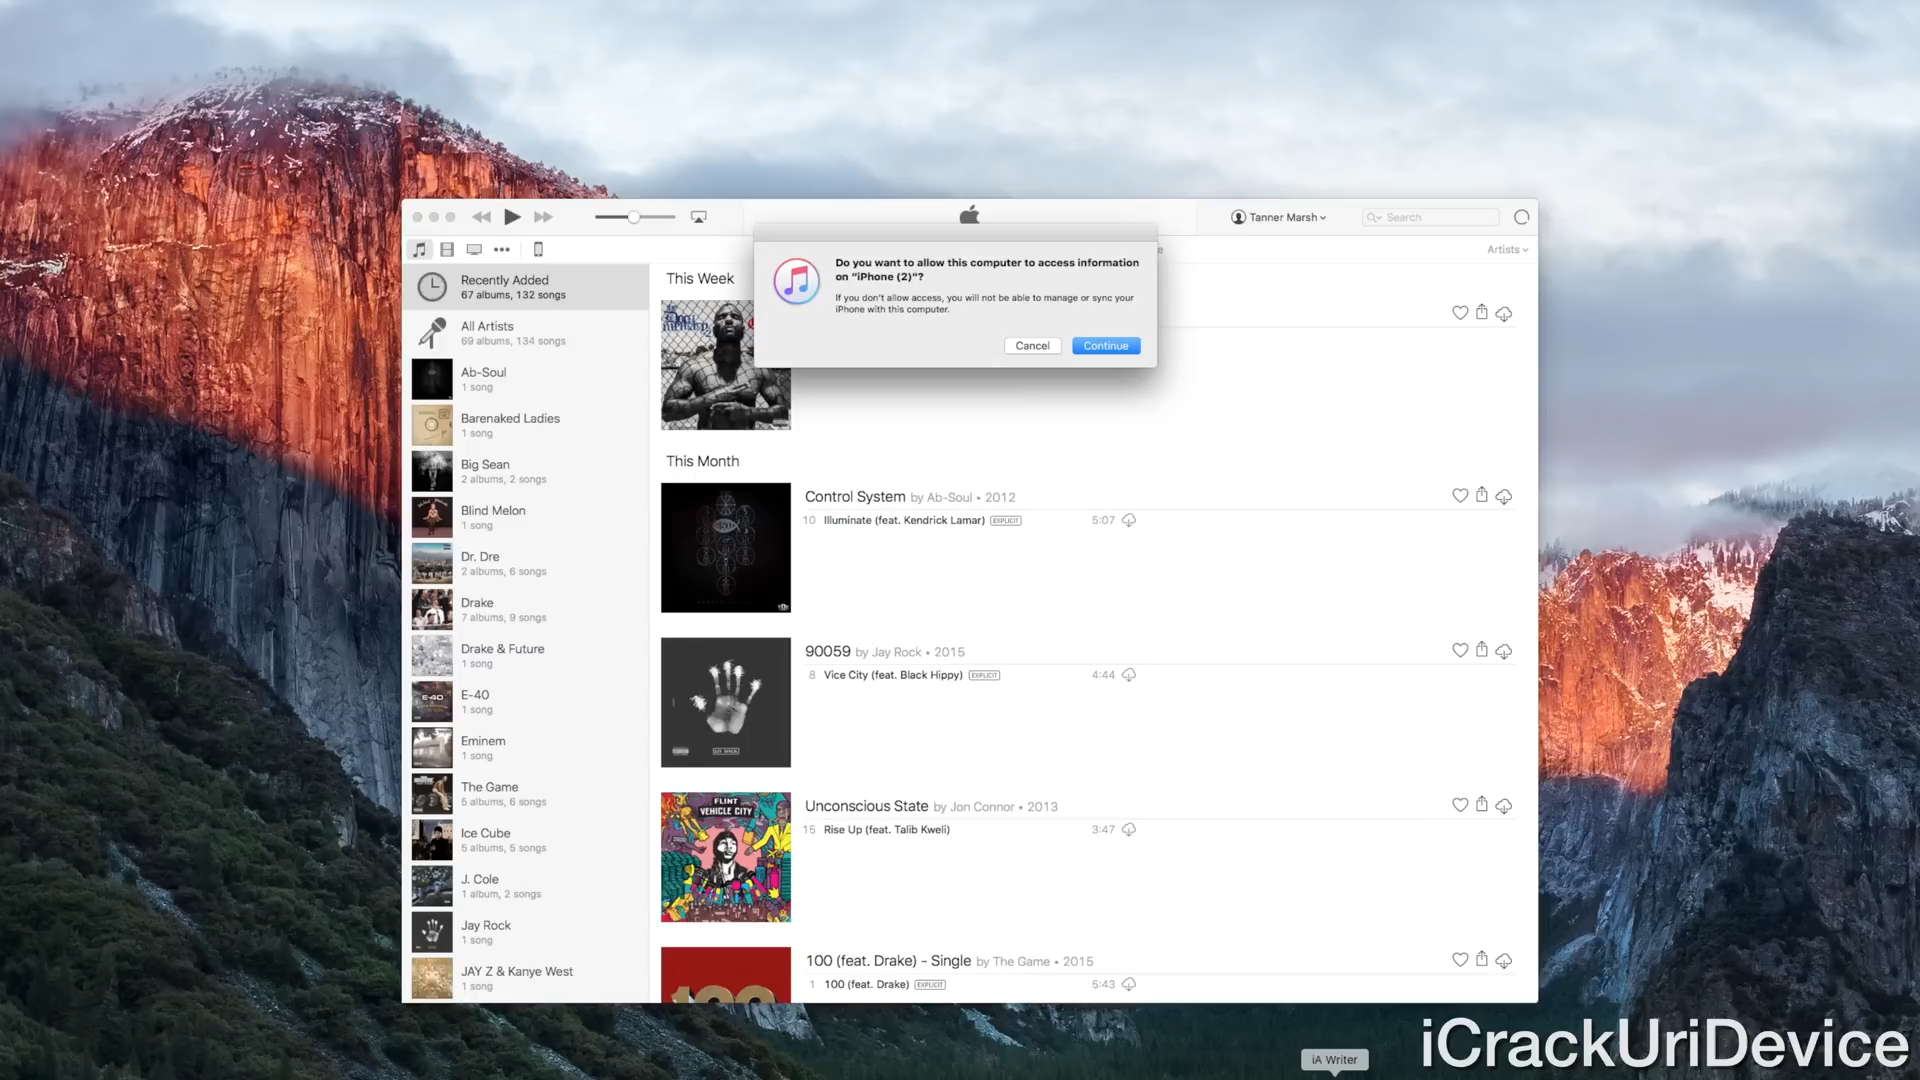 Tanner Marsh
Search
Artists
Do you want to allow this computer to access information
on “iPhone (2)”?
If you don’t allow access, you will not be able to manage or sync your
iPhone with this computer.
Cancel
Continue
Recently Added
67 albums, 132 songs
All Artists
69 albums, 134 songs
Ab-Soul
1 song
Barenaked Ladies
1 song
Big Sean
2 albums, 2 songs
Blind Melon
1 song
Dr. Dre
2 albums, 6 songs
Drake
7 albums, 9 songs
Drake & Future
1 song
E-40
1 song
Eminem
1 song
The Game
5 albums, 6 songs
Ice Cube
5 albums, 5 songs
J. Cole
1 album, 2 songs
Jay Rock
1 song
JAY Z & Kanye West
1 song
This Week
This Month
Control System by Ab-Soul • 2012
10 Illuminate (feat. Kendrick Lamar) EXPLICIT 5:07
90059 by Jay Rock • 2015
8 Vice City (feat. Black Hippy) EXPLICIT 4:44
JAY ROCK
FLINT
VEHICLE CITY
Unconscious State by Jon Connor • 2013
15 Rise Up (feat. Talib Kweli) 3:47
100
100 (feat. Drake) - Single by The Game • 2015
1 100 (feat. Drake) EXPLICIT 5:43
iA Writer
iCrackUriDevice